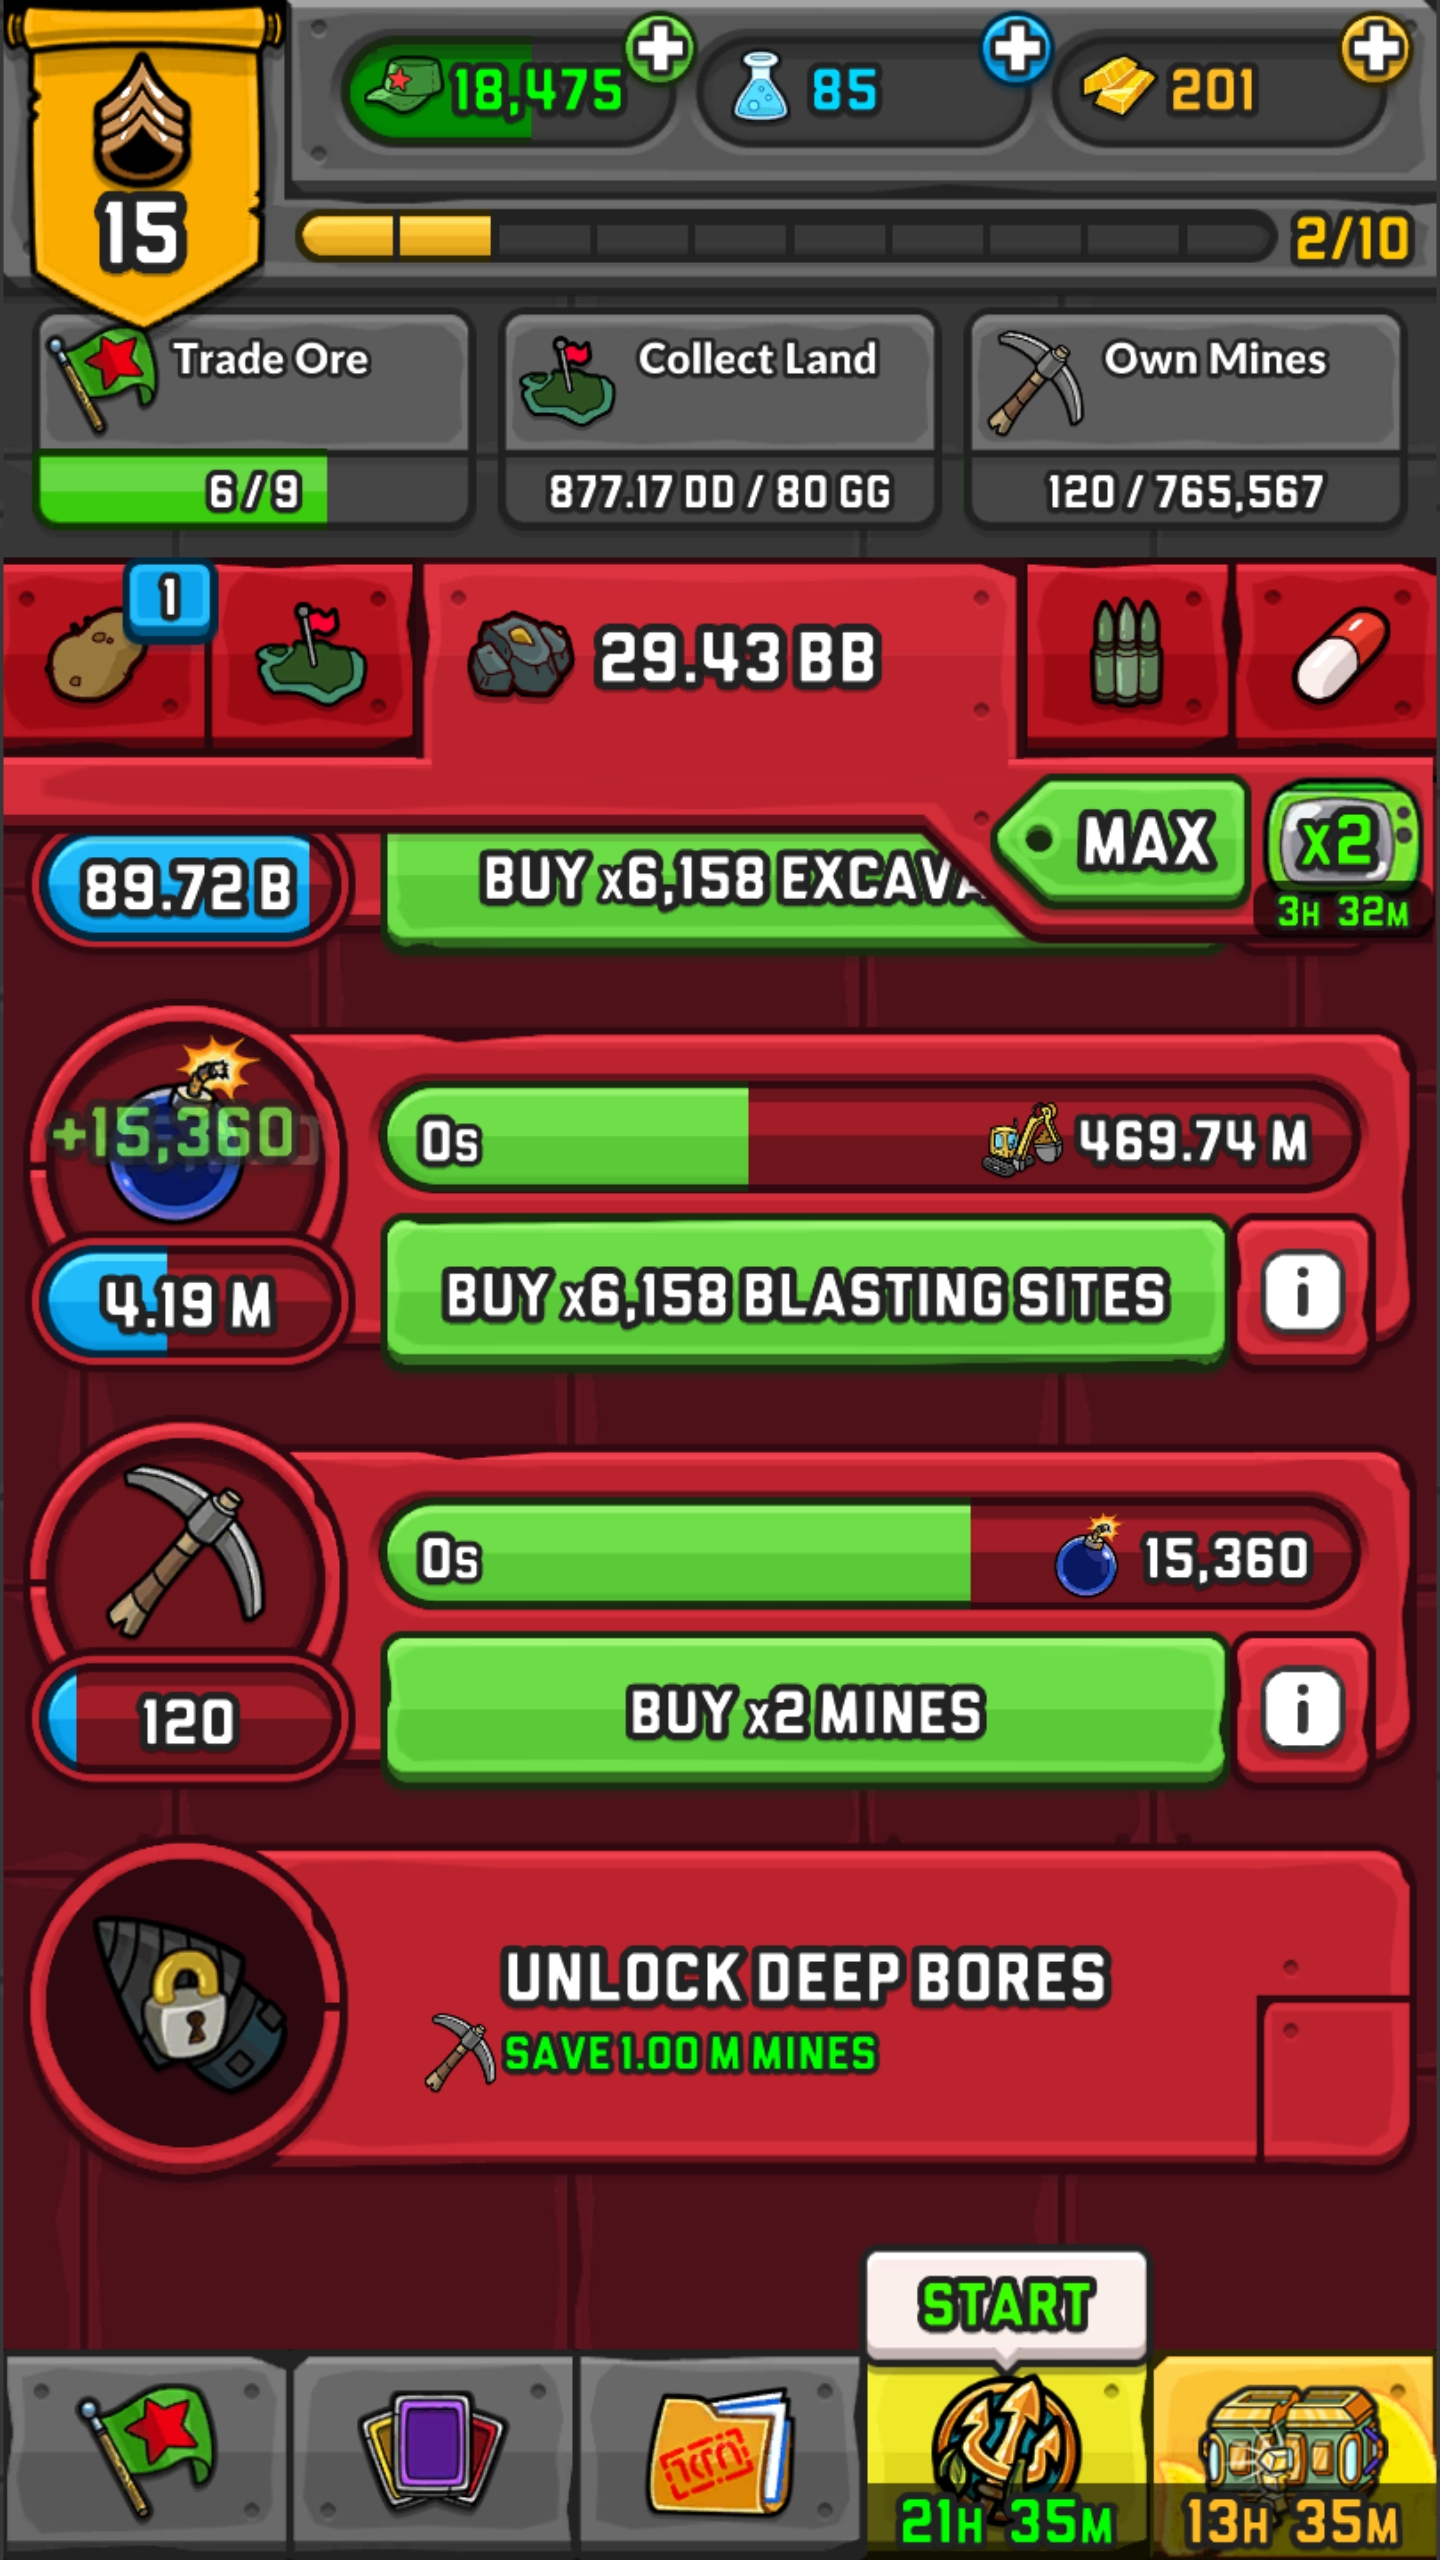 18,475
85
201
15
2/10
Trade Ore
Collect Land
Own Mines
6/9
877.17 DD / 80 GG
120 / 765,567
1
29.43 BB
MAX
x2
3H 32M
89.72 B
BUY x6,158 EXCAVA
+15,360
0s
469.74 M
4.19 M
BUY x6,158 BLASTING SITES
i
0s
15,360
120
BUY x2 MINES
i
UNLOCK DEEP BORES
SAVE 1.00 M MINES
START
21H 35M
13H 35M